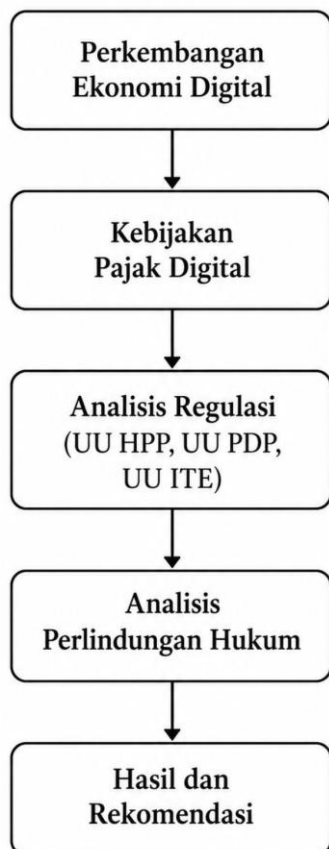 Perkembangan
Ekonomi Digital
Kebijakan
Pajak Digital
Analisis Regulasi
(UU HPP, UU PDP,
UU ITE)
Analisis
Perlindungan Hukum
Hasil dan
Rekomendasi